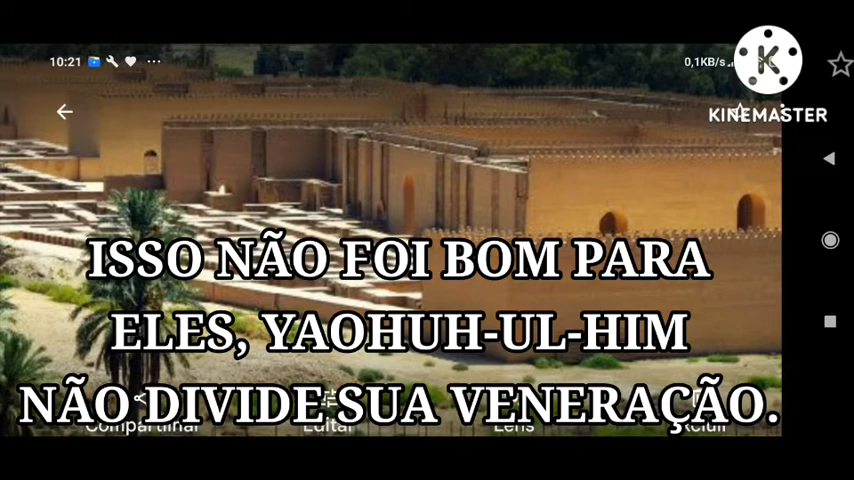 10:21
0,1KB/s
KINEMASTER
ISSO NÃO FOI BOM PARA
ELES, YAOHUH-UL-HIM
NÃO DIVIDE SUA VENERAÇÃO.
Compartilhar
Editar
Lens